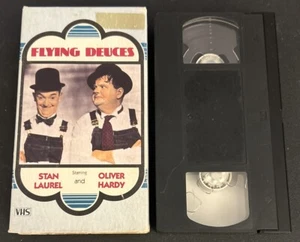 FLYING DEUCES
Starring
STAN and OLIVER
LAUREL HARDY
VHS